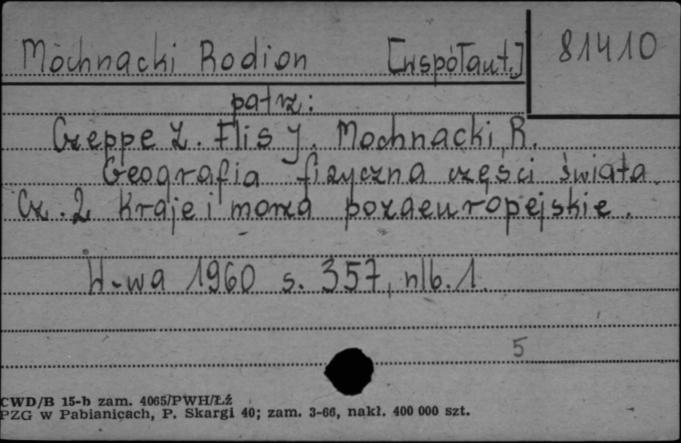 Mochnacki Rodion [współaut.] 81410
patrz:
Czeppe Z. Flis J. Mochnacki R.
Geografia fizyczna części świata.
Cz. 2 Kraje i morza pozaeuropejskie.
W-wa 1960 s. 357, nlb. 1.
5
CWD/B 15-b zam. 4065/PWH/Łź
PZG w Pabianicach, P. Skargi 40; zam. 3-66, nakł. 400 000 szt.